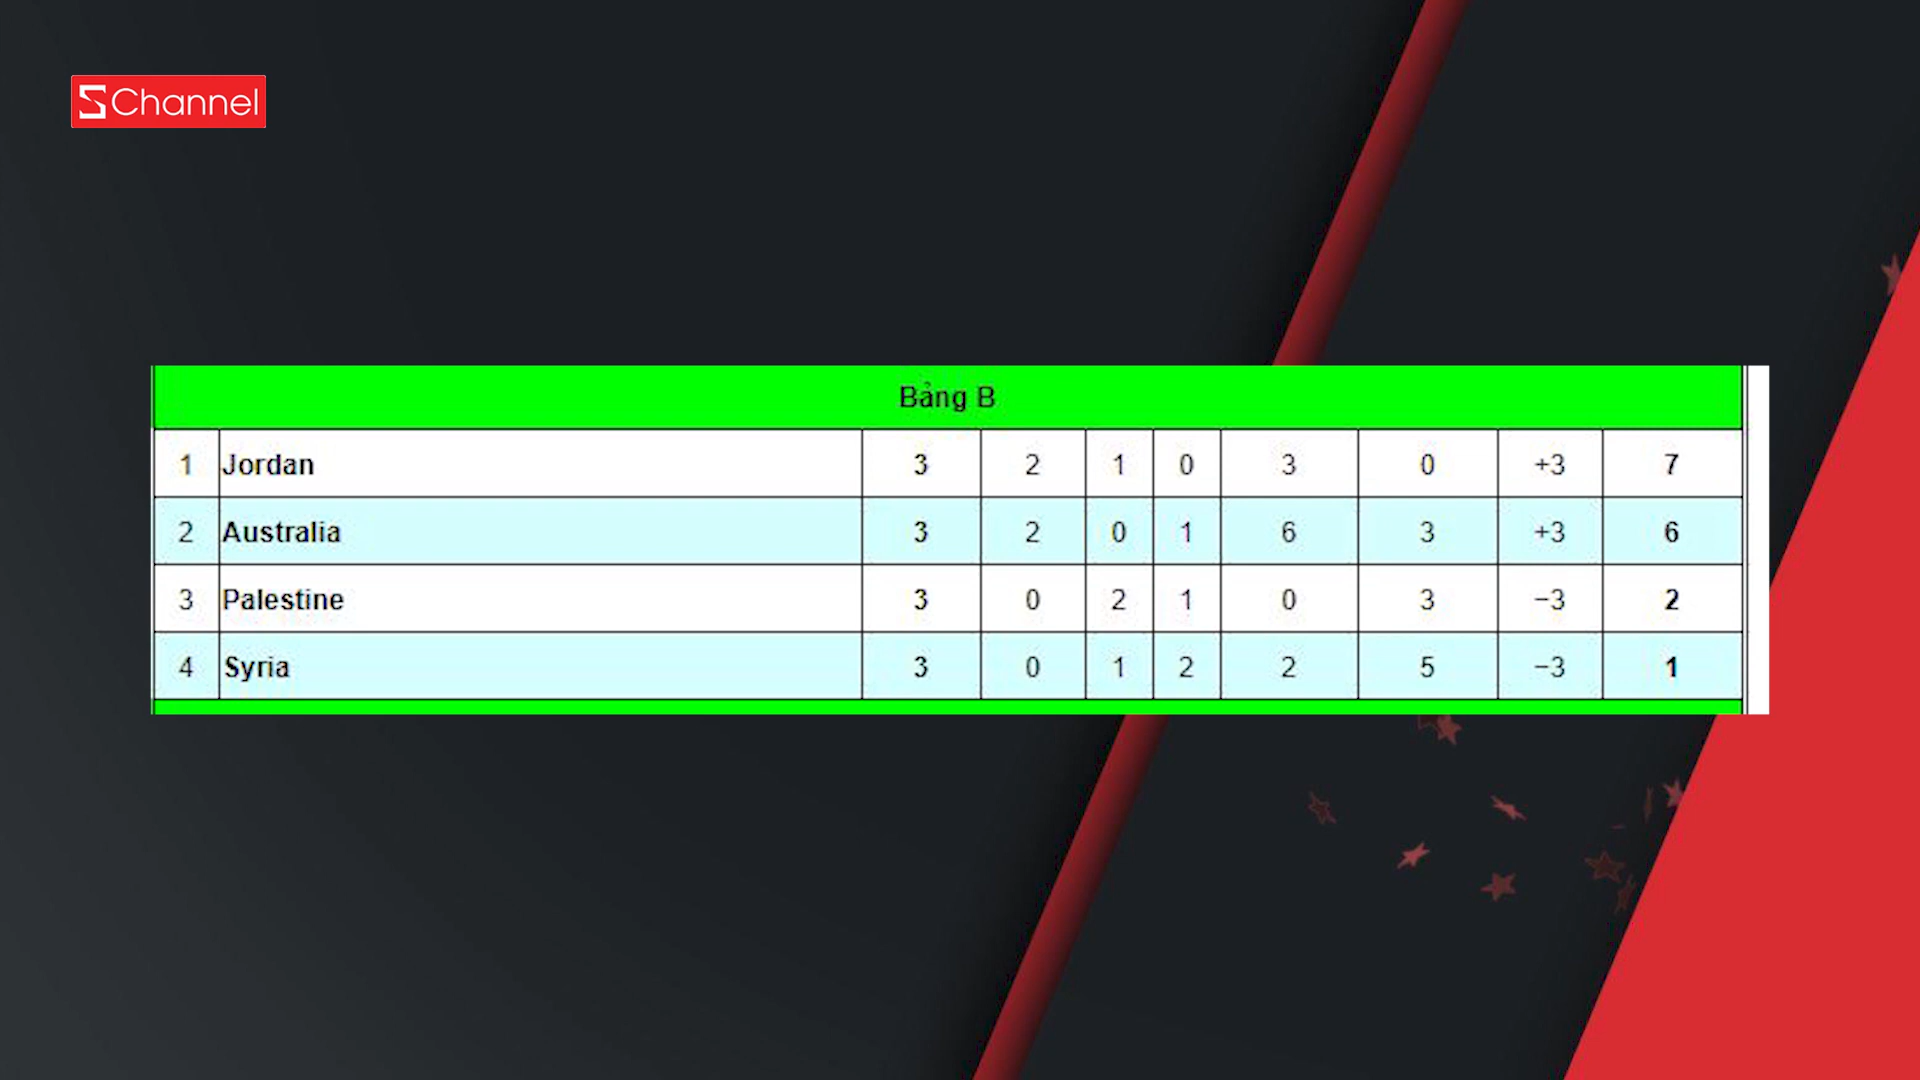 SChannel
Bảng B
1 Jordan 3 2 1 0 3 0 +3 7
2 Australia 3 2 0 1 6 3 +3 6
3 Palestine 3 0 2 1 0 3 −3 2
4 Syria 3 0 1 2 2 5 −3 1